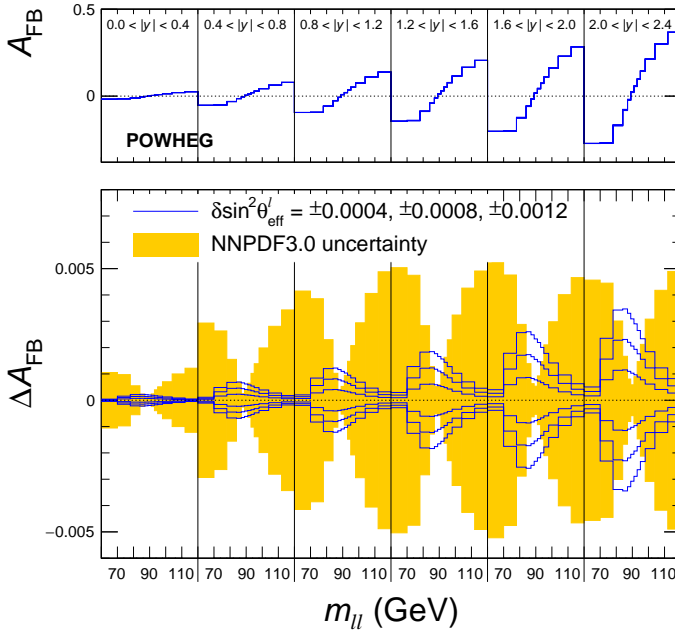 0.5
0
A_FB
0.0 < |y| < 0.4
0.4 < |y| < 0.8
0.8 < |y| < 1.2
1.2 < |y| < 1.6
1.6 < |y| < 2.0
2.0 < |y| < 2.4
POWHEG
δsin²θ^l_eff = ±0.0004, ±0.0008, ±0.0012
NNPDF3.0 uncertainty
0.005
0
−0.005
ΔA_FB
70 90 110 70 90 110 70 90 110 70 90 110 70 90 110 70 90 110
m_ll (GeV)